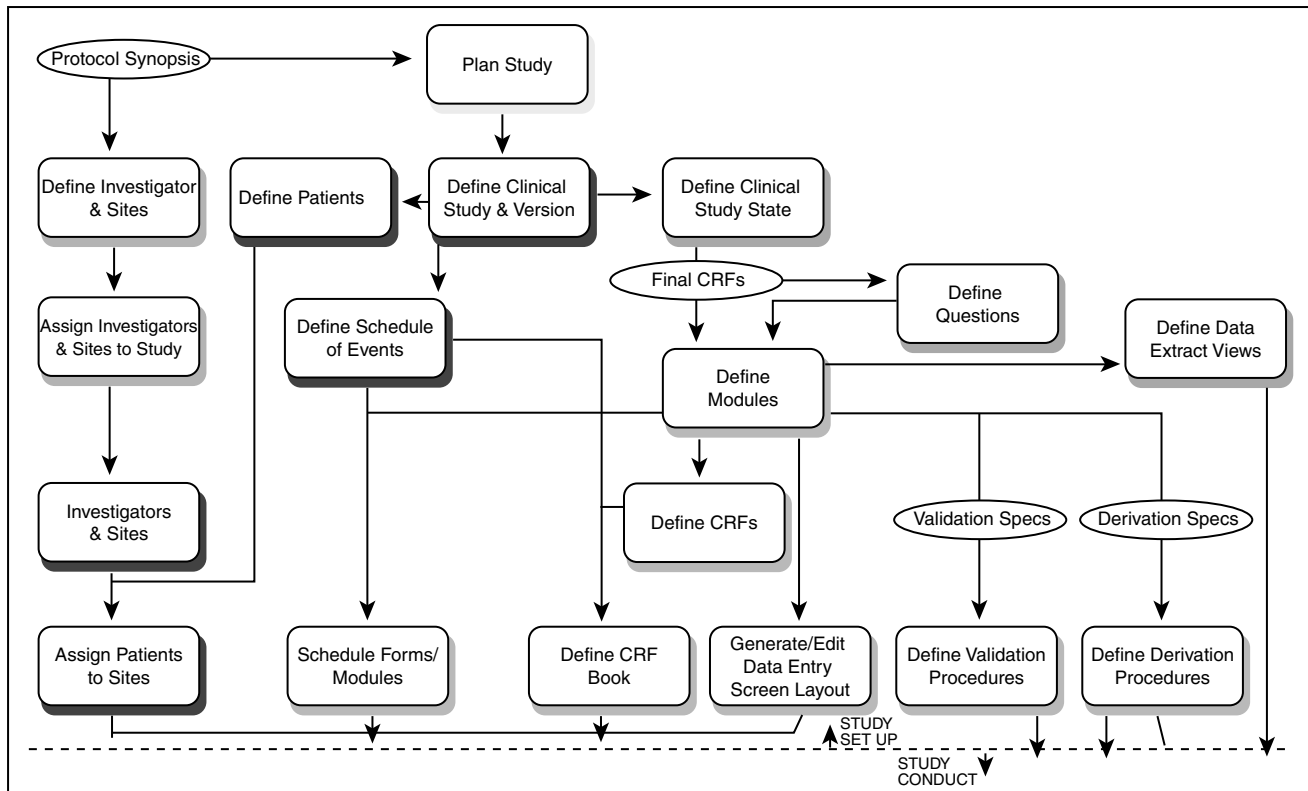 Protocol Synopsis
Plan Study
Define Investigator
& Sites
Define Patients
Define Clinical
Study & Version
Define Clinical
Study State
Final CRFs
Define
Questions
Assign Investigators
& Sites to Study
Define Schedule
of Events
Define
Modules
Define Data
Extract Views
Investigators
& Sites
Define CRFs
Validation Specs
Derivation Specs
Assign Patients
to Sites
Schedule Forms/
Modules
Define CRF
Book
Generate/Edit
Data Entry
Screen Layout
Define Validation
Procedures
Define Derivation
Procedures
STUDY
SET UP
STUDY
CONDUCT